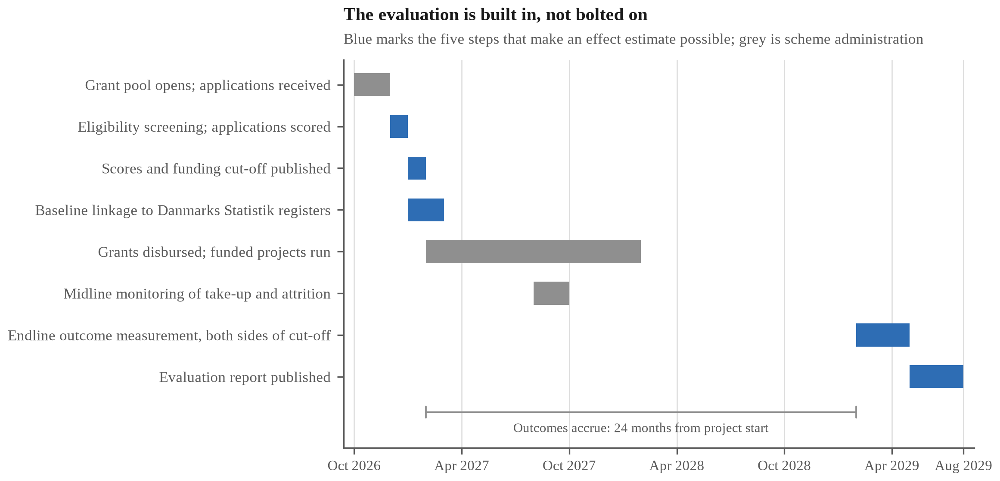 The evaluation is built in, not bolted on
Blue marks the five steps that make an effect estimate possible; grey is scheme administration
Grant pool opens; applications received
Eligibility screening; applications scored
Scores and funding cut-off published
Baseline linkage to Danmarks Statistik registers
Grants disbursed; funded projects run
Midline monitoring of take-up and attrition
Endline outcome measurement, both sides of cut-off
Evaluation report published
Outcomes accrue: 24 months from project start
Oct 2026 Apr 2027 Oct 2027 Apr 2028 Oct 2028 Apr 2029 Aug 2029